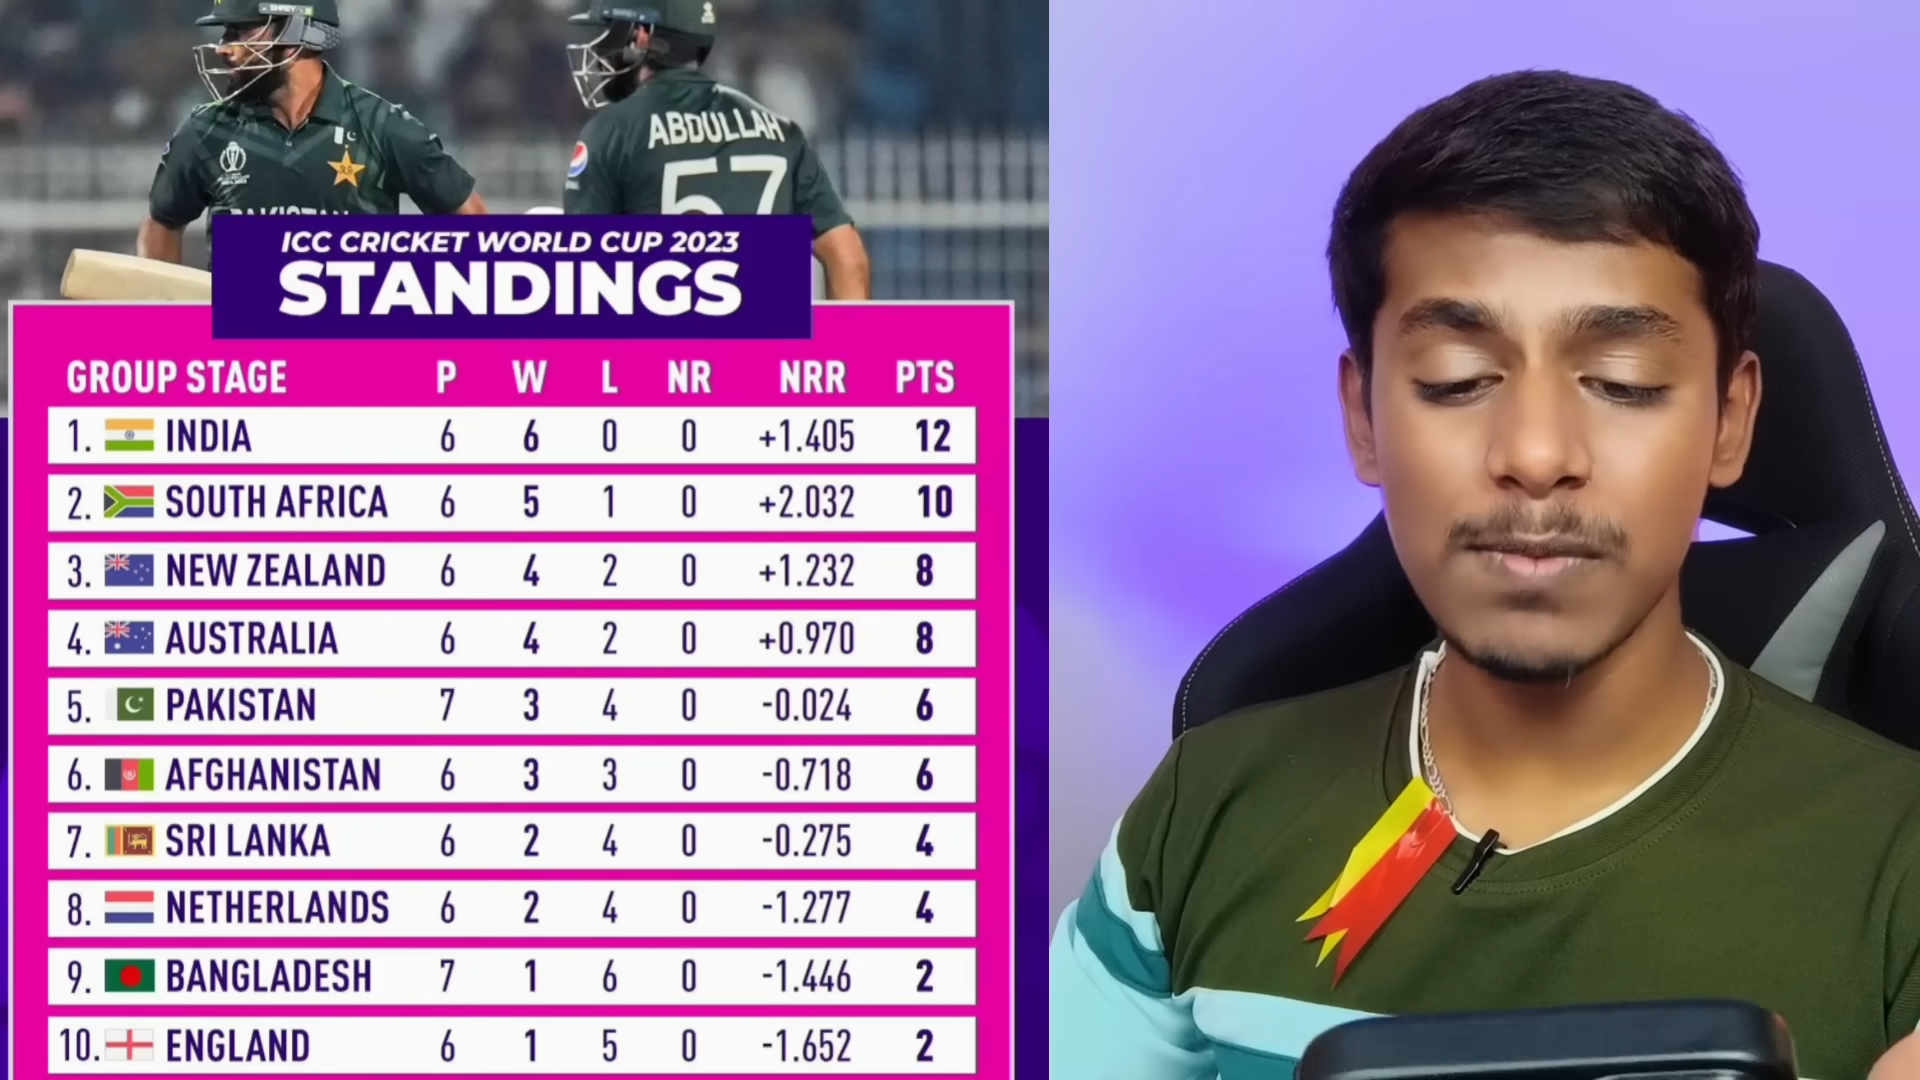 SHREY
ABDULLAH
57
PAKISTAN
ICC CRICKET WORLD CUP 2023
STANDINGS
GROUP STAGE P W L NR NRR PTS
1. INDIA 6 6 0 0 +1.405 12
2. SOUTH AFRICA 6 5 1 0 +2.032 10
3. NEW ZEALAND 6 4 2 0 +1.232 8
4. AUSTRALIA 6 4 2 0 +0.970 8
5. PAKISTAN 7 3 4 0 -0.024 6
6. AFGHANISTAN 6 3 3 0 -0.718 6
7. SRI LANKA 6 2 4 0 -0.275 4
8. NETHERLANDS 6 2 4 0 -1.277 4
9. BANGLADESH 7 1 6 0 -1.446 2
10. ENGLAND 6 1 5 0 -1.652 2